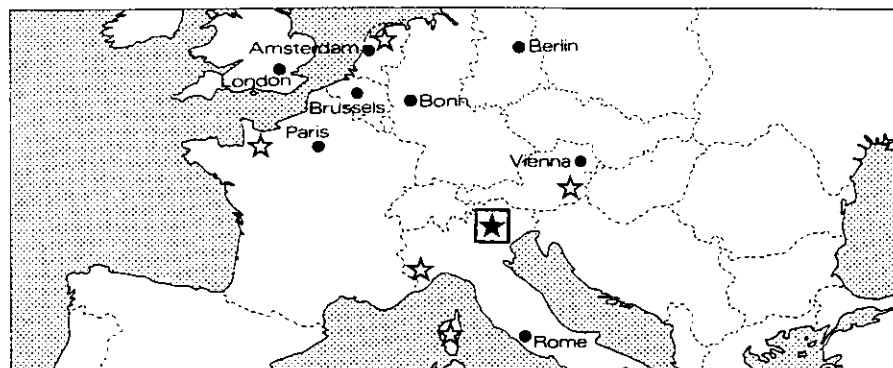 Amsterdam
Berlin
London
Brussels
Bonn
Paris
Vienna
Rome